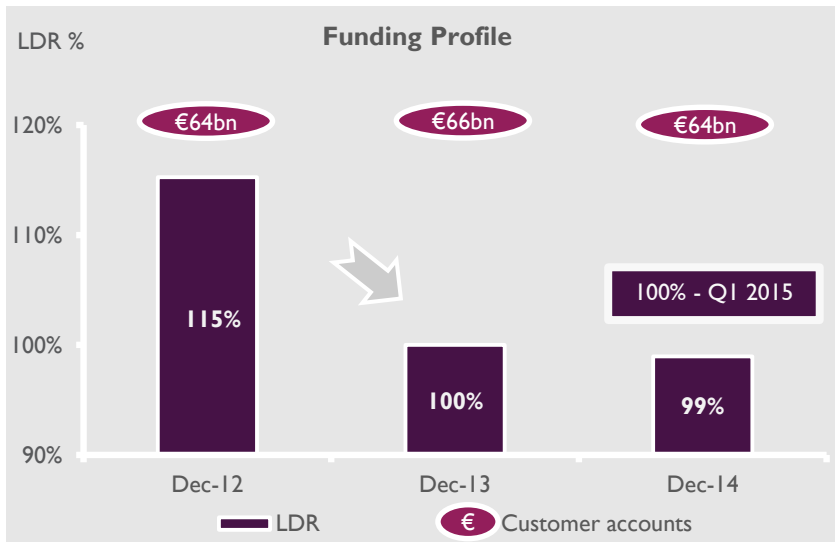 Funding Profile
LDR %
€64bn
€66bn
€64bn
120%
110%
100%
90%
100% - Q1 2015
115%
100%
99%
Dec-12
Dec-13
Dec-14
LDR
€ Customer accounts